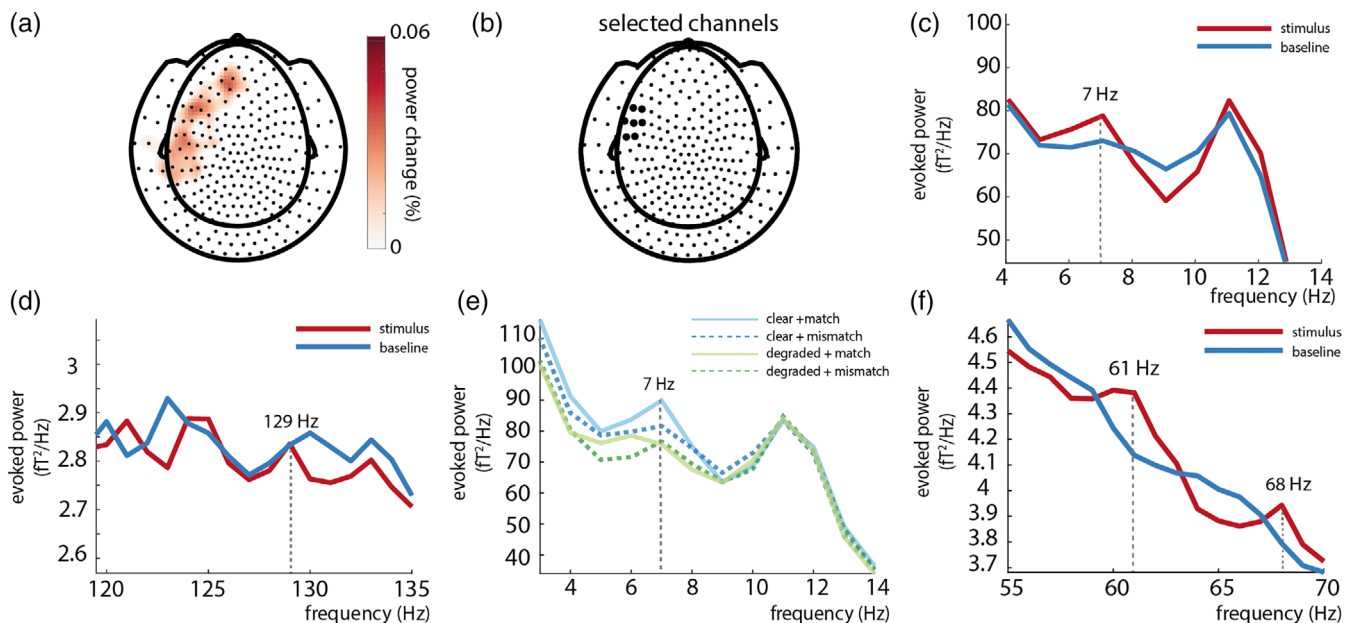 (a)
0.06
power change (%)
0
(b)
selected channels
(c)
100
90
80
70
60
50
evoked power
(fT²/Hz)
stimulus
baseline
7 Hz
4 6 8 10 12 14
frequency (Hz)
(d)
3
2.9
2.8
2.7
2.6
evoked power
(fT²/Hz)
stimulus
baseline
129 Hz
120 125 130 135
frequency (Hz)
(e)
110
100
90
80
70
60
50
40
evoked power
(fT²/Hz)
clear +match
clear + mismatch
degraded + match
degraded + mismatch
7 Hz
4 6 8 10 12 14
frequency (Hz)
(f)
4.6
4.5
4.4
4.3
4.2
4.1
4
3.9
3.8
3.7
evoked power
(fT²/Hz)
stimulus
baseline
61 Hz
68 Hz
55 60 65 70
frequency (Hz)